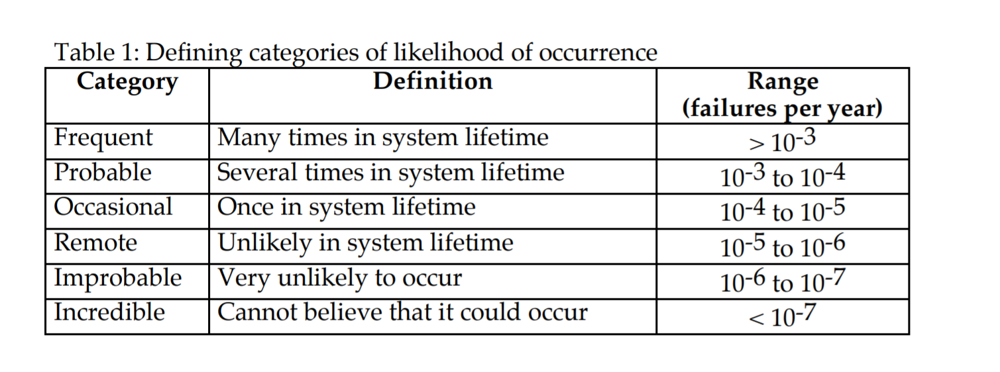 Table 1: Defining categories of likelihood of occurrence
Category Definition Range
(failures per year)
Frequent Many times in system lifetime > 10-3
Probable Several times in system lifetime 10-3 to 10-4
Occasional Once in system lifetime 10-4 to 10-5
Remote Unlikely in system lifetime 10-5 to 10-6
Improbable Very unlikely to occur 10-6 to 10-7
Incredible Cannot believe that it could occur < 10-7